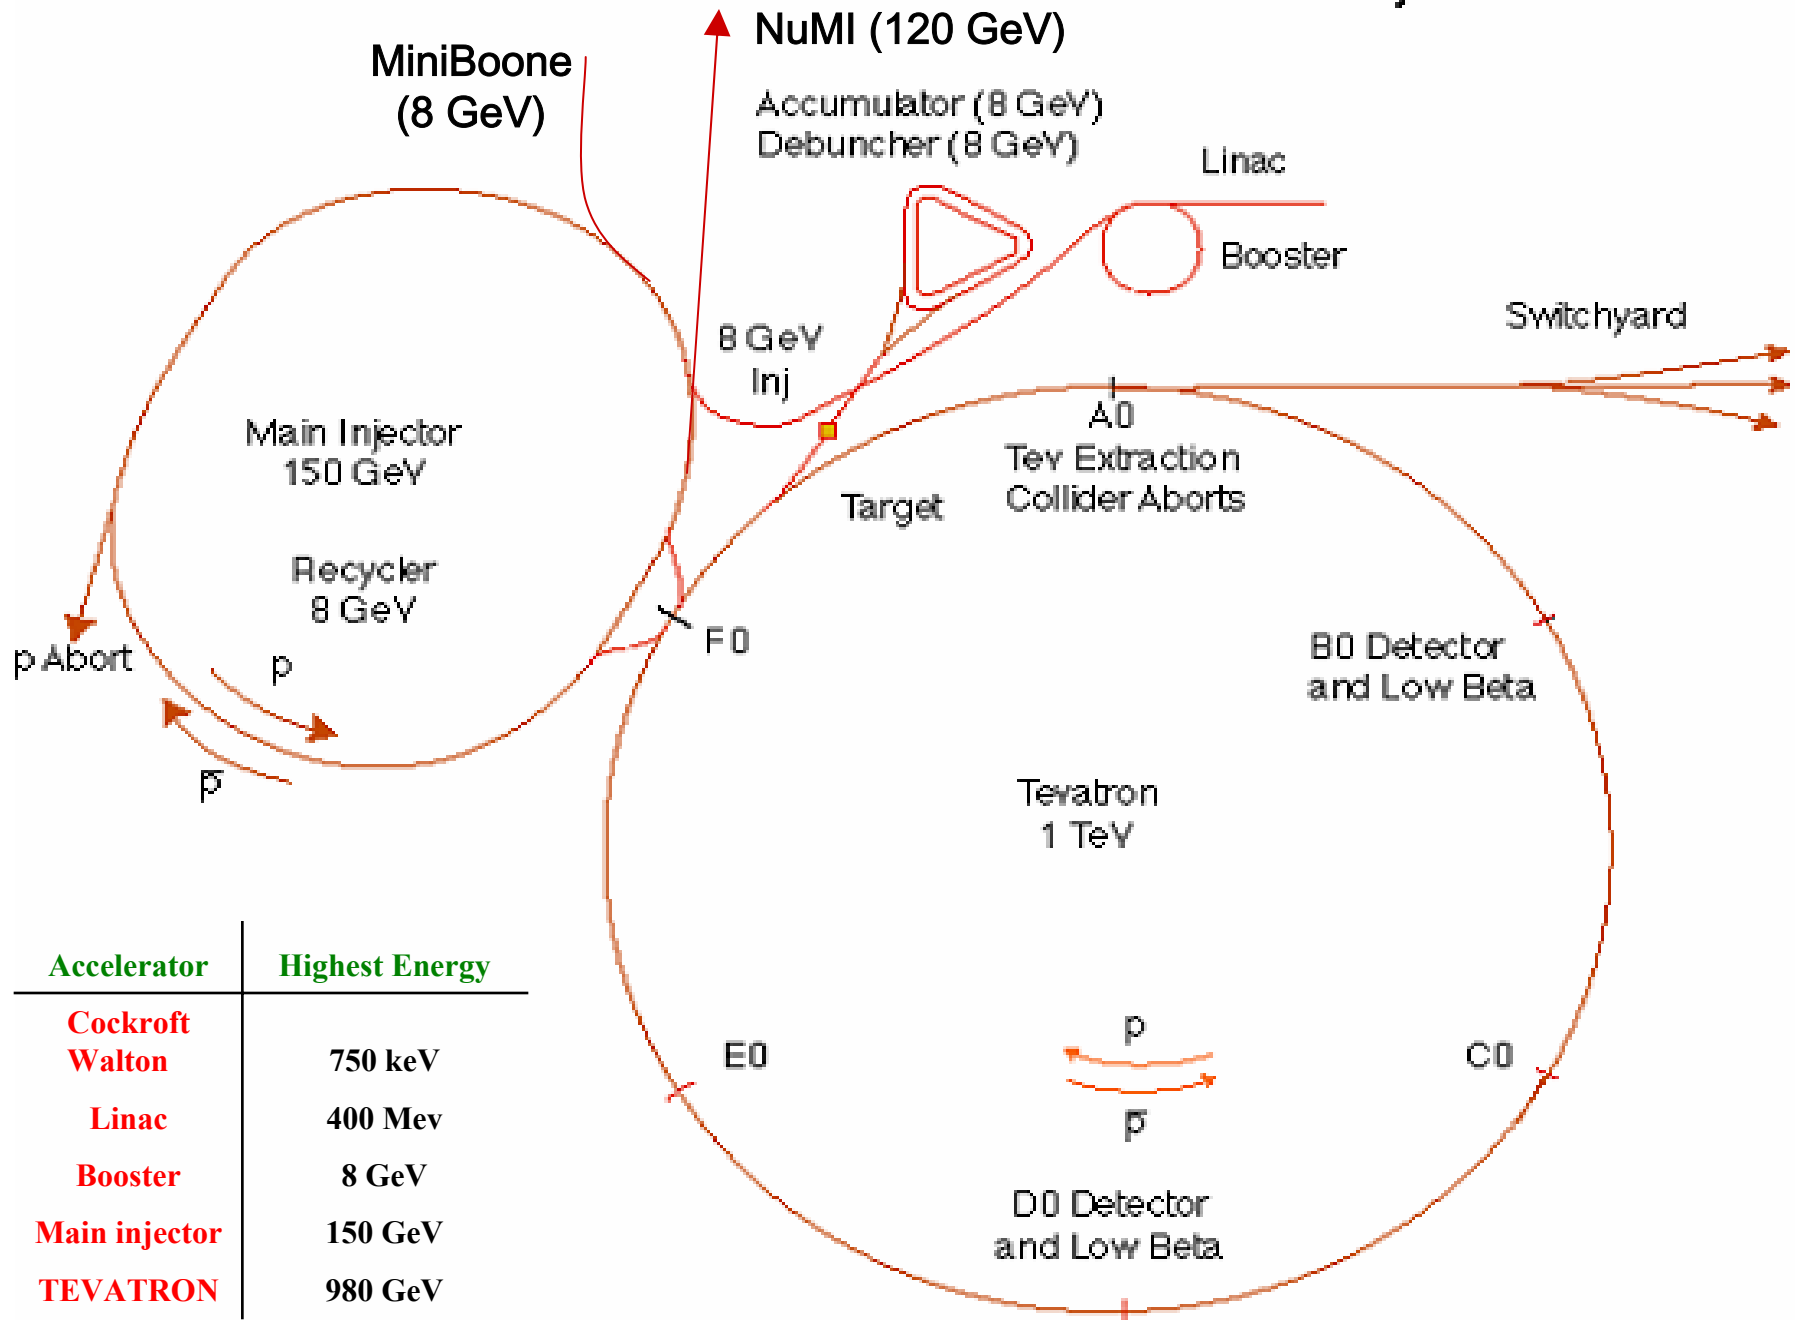 NuMI (120 GeV)
MiniBoone
(8 GeV)
Accumulator (8 GeV)
Debuncher (8 GeV)
Linac
Booster
Switchyard
8 GeV
Inj
A0
Tev Extraction
Collider Aborts
Target
Main Injector
150 GeV
Recycler
8 GeV
F0
p Abort
p
p̅
B0 Detector
and Low Beta
Tevatron
1 TeV
E0
p
p̅
C0
D0 Detector
and Low Beta
Accelerator Highest Energy
Cockroft
Walton 750 keV
Linac 400 Mev
Booster 8 GeV
Main injector 150 GeV
TEVATRON 980 GeV